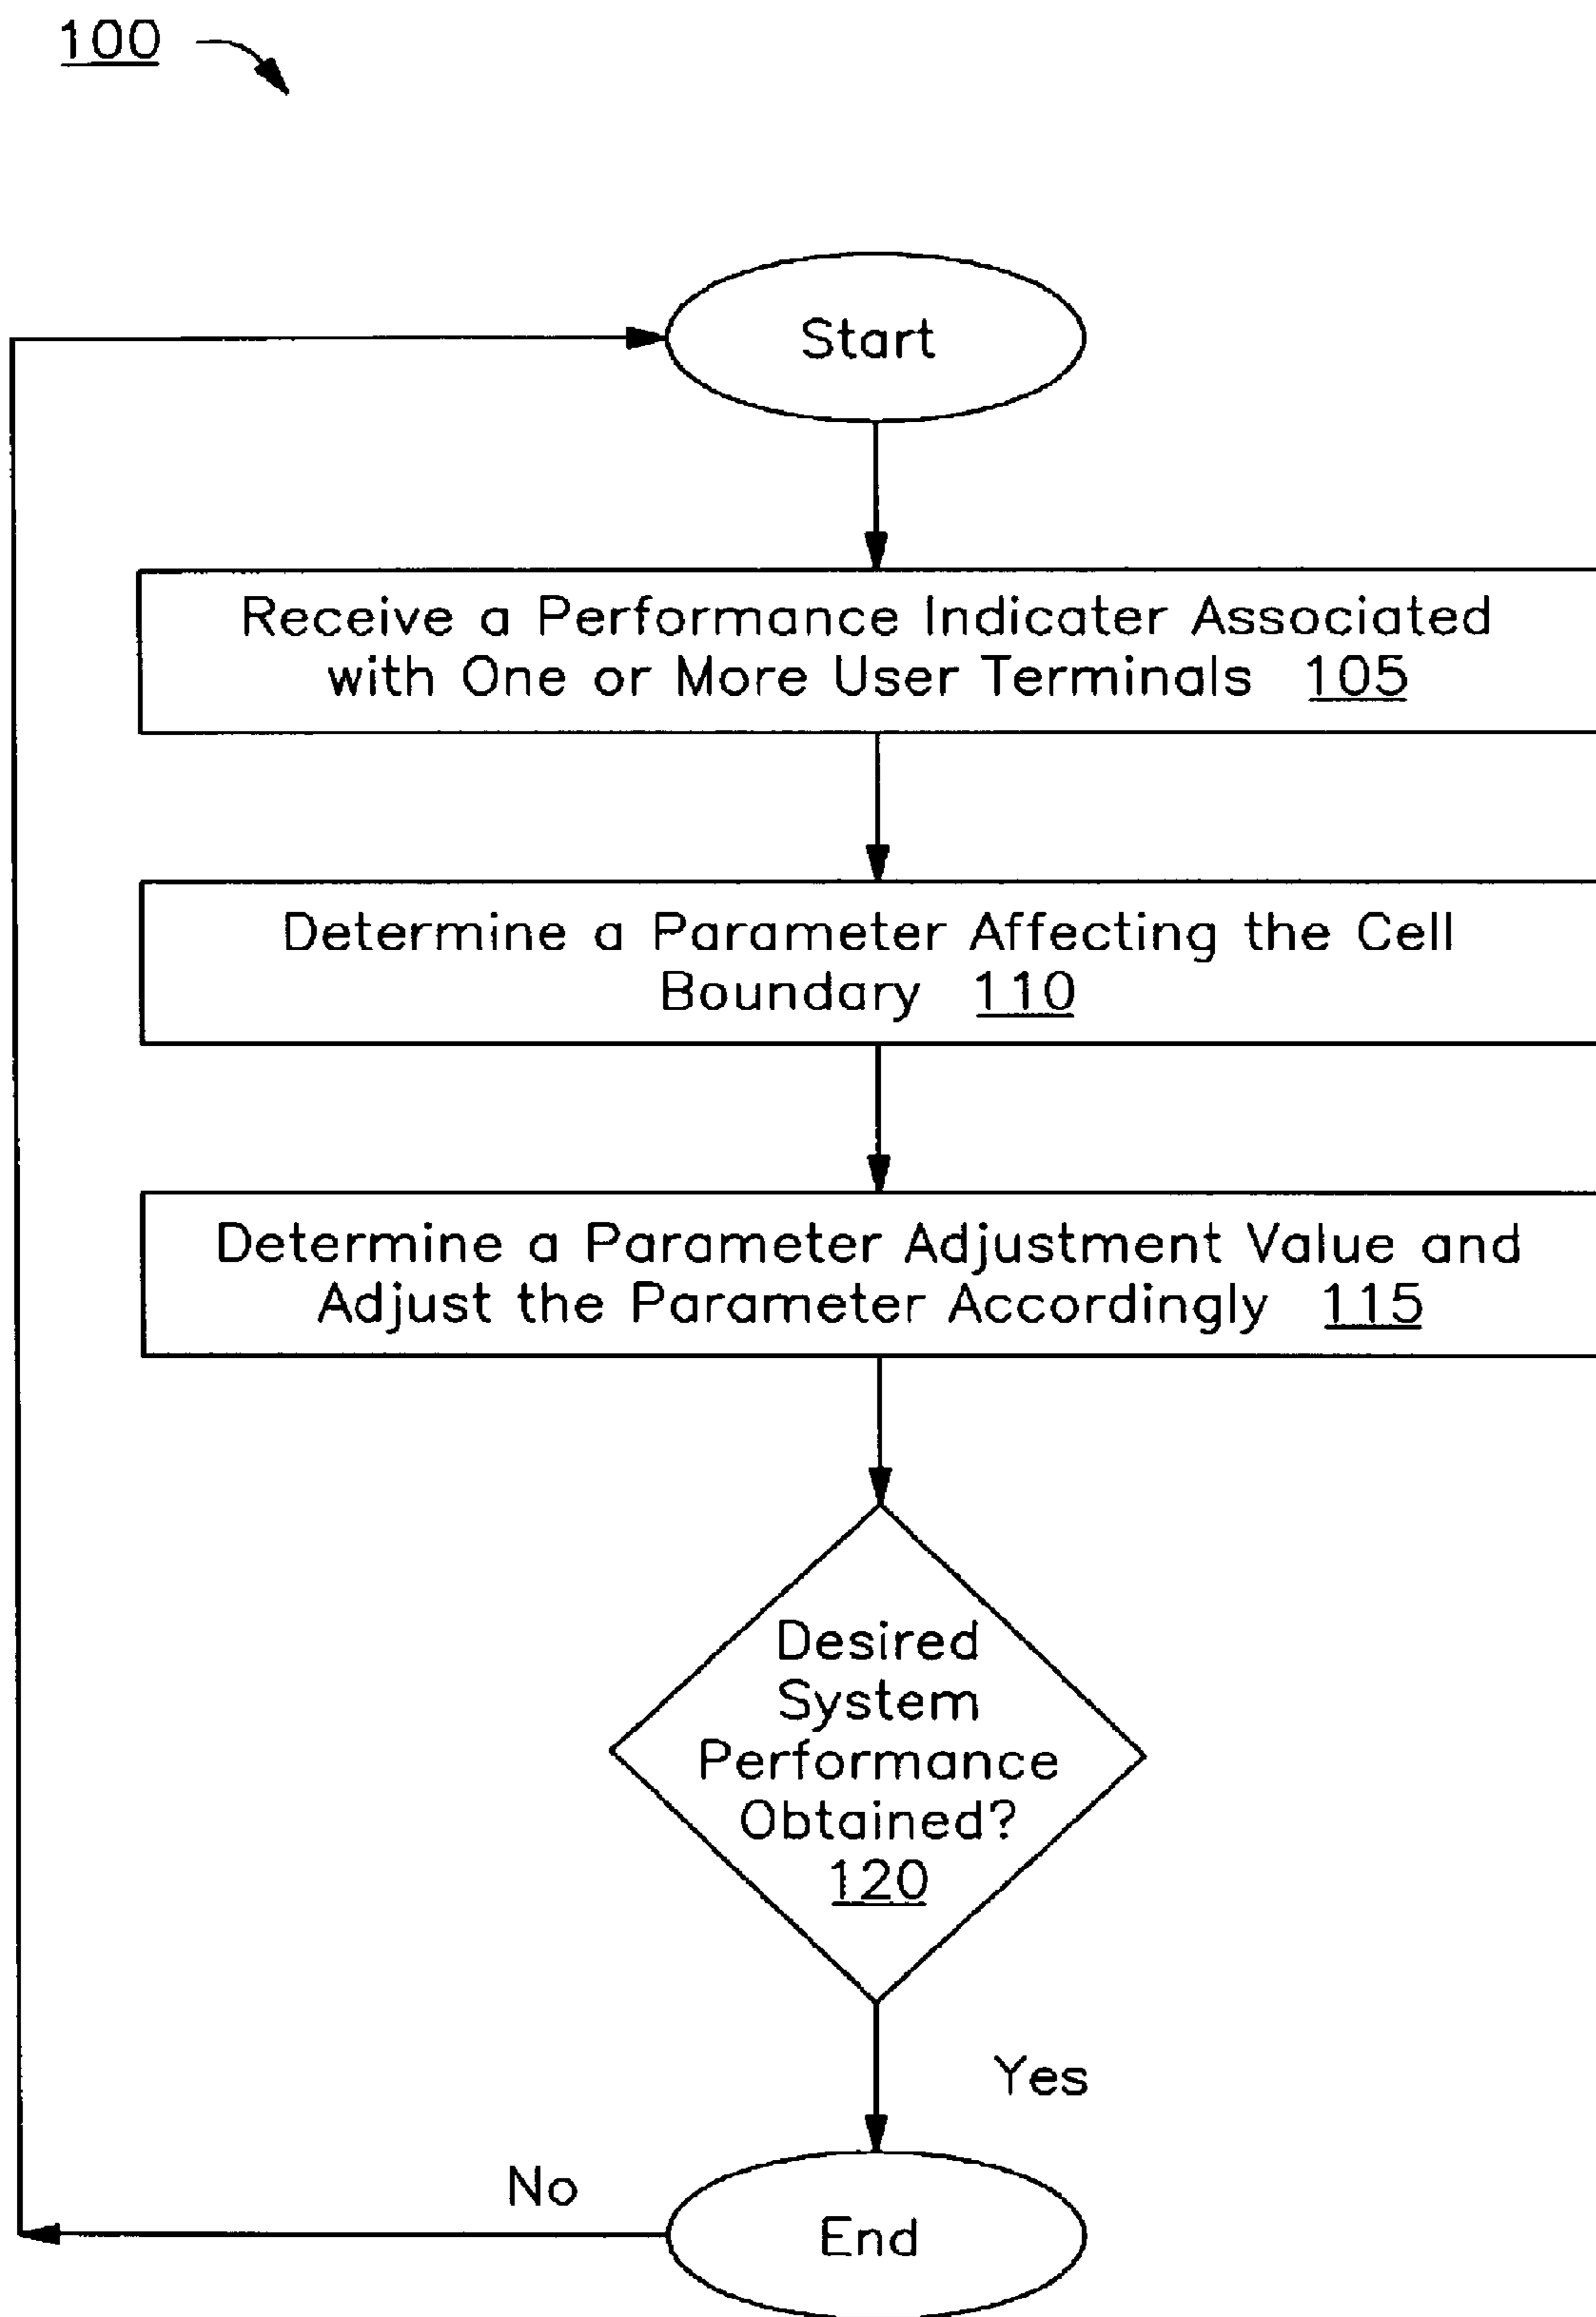 100
Start
Receive a Performance Indicater Associated
with One or More User Terminals 105
Determine a Parameter Affecting the Cell
Boundary 110
Determine a Parameter Adjustment Value and
Adjust the Parameter Accordingly 115
Desired
System
Performance
Obtained?
120
Yes
No
End